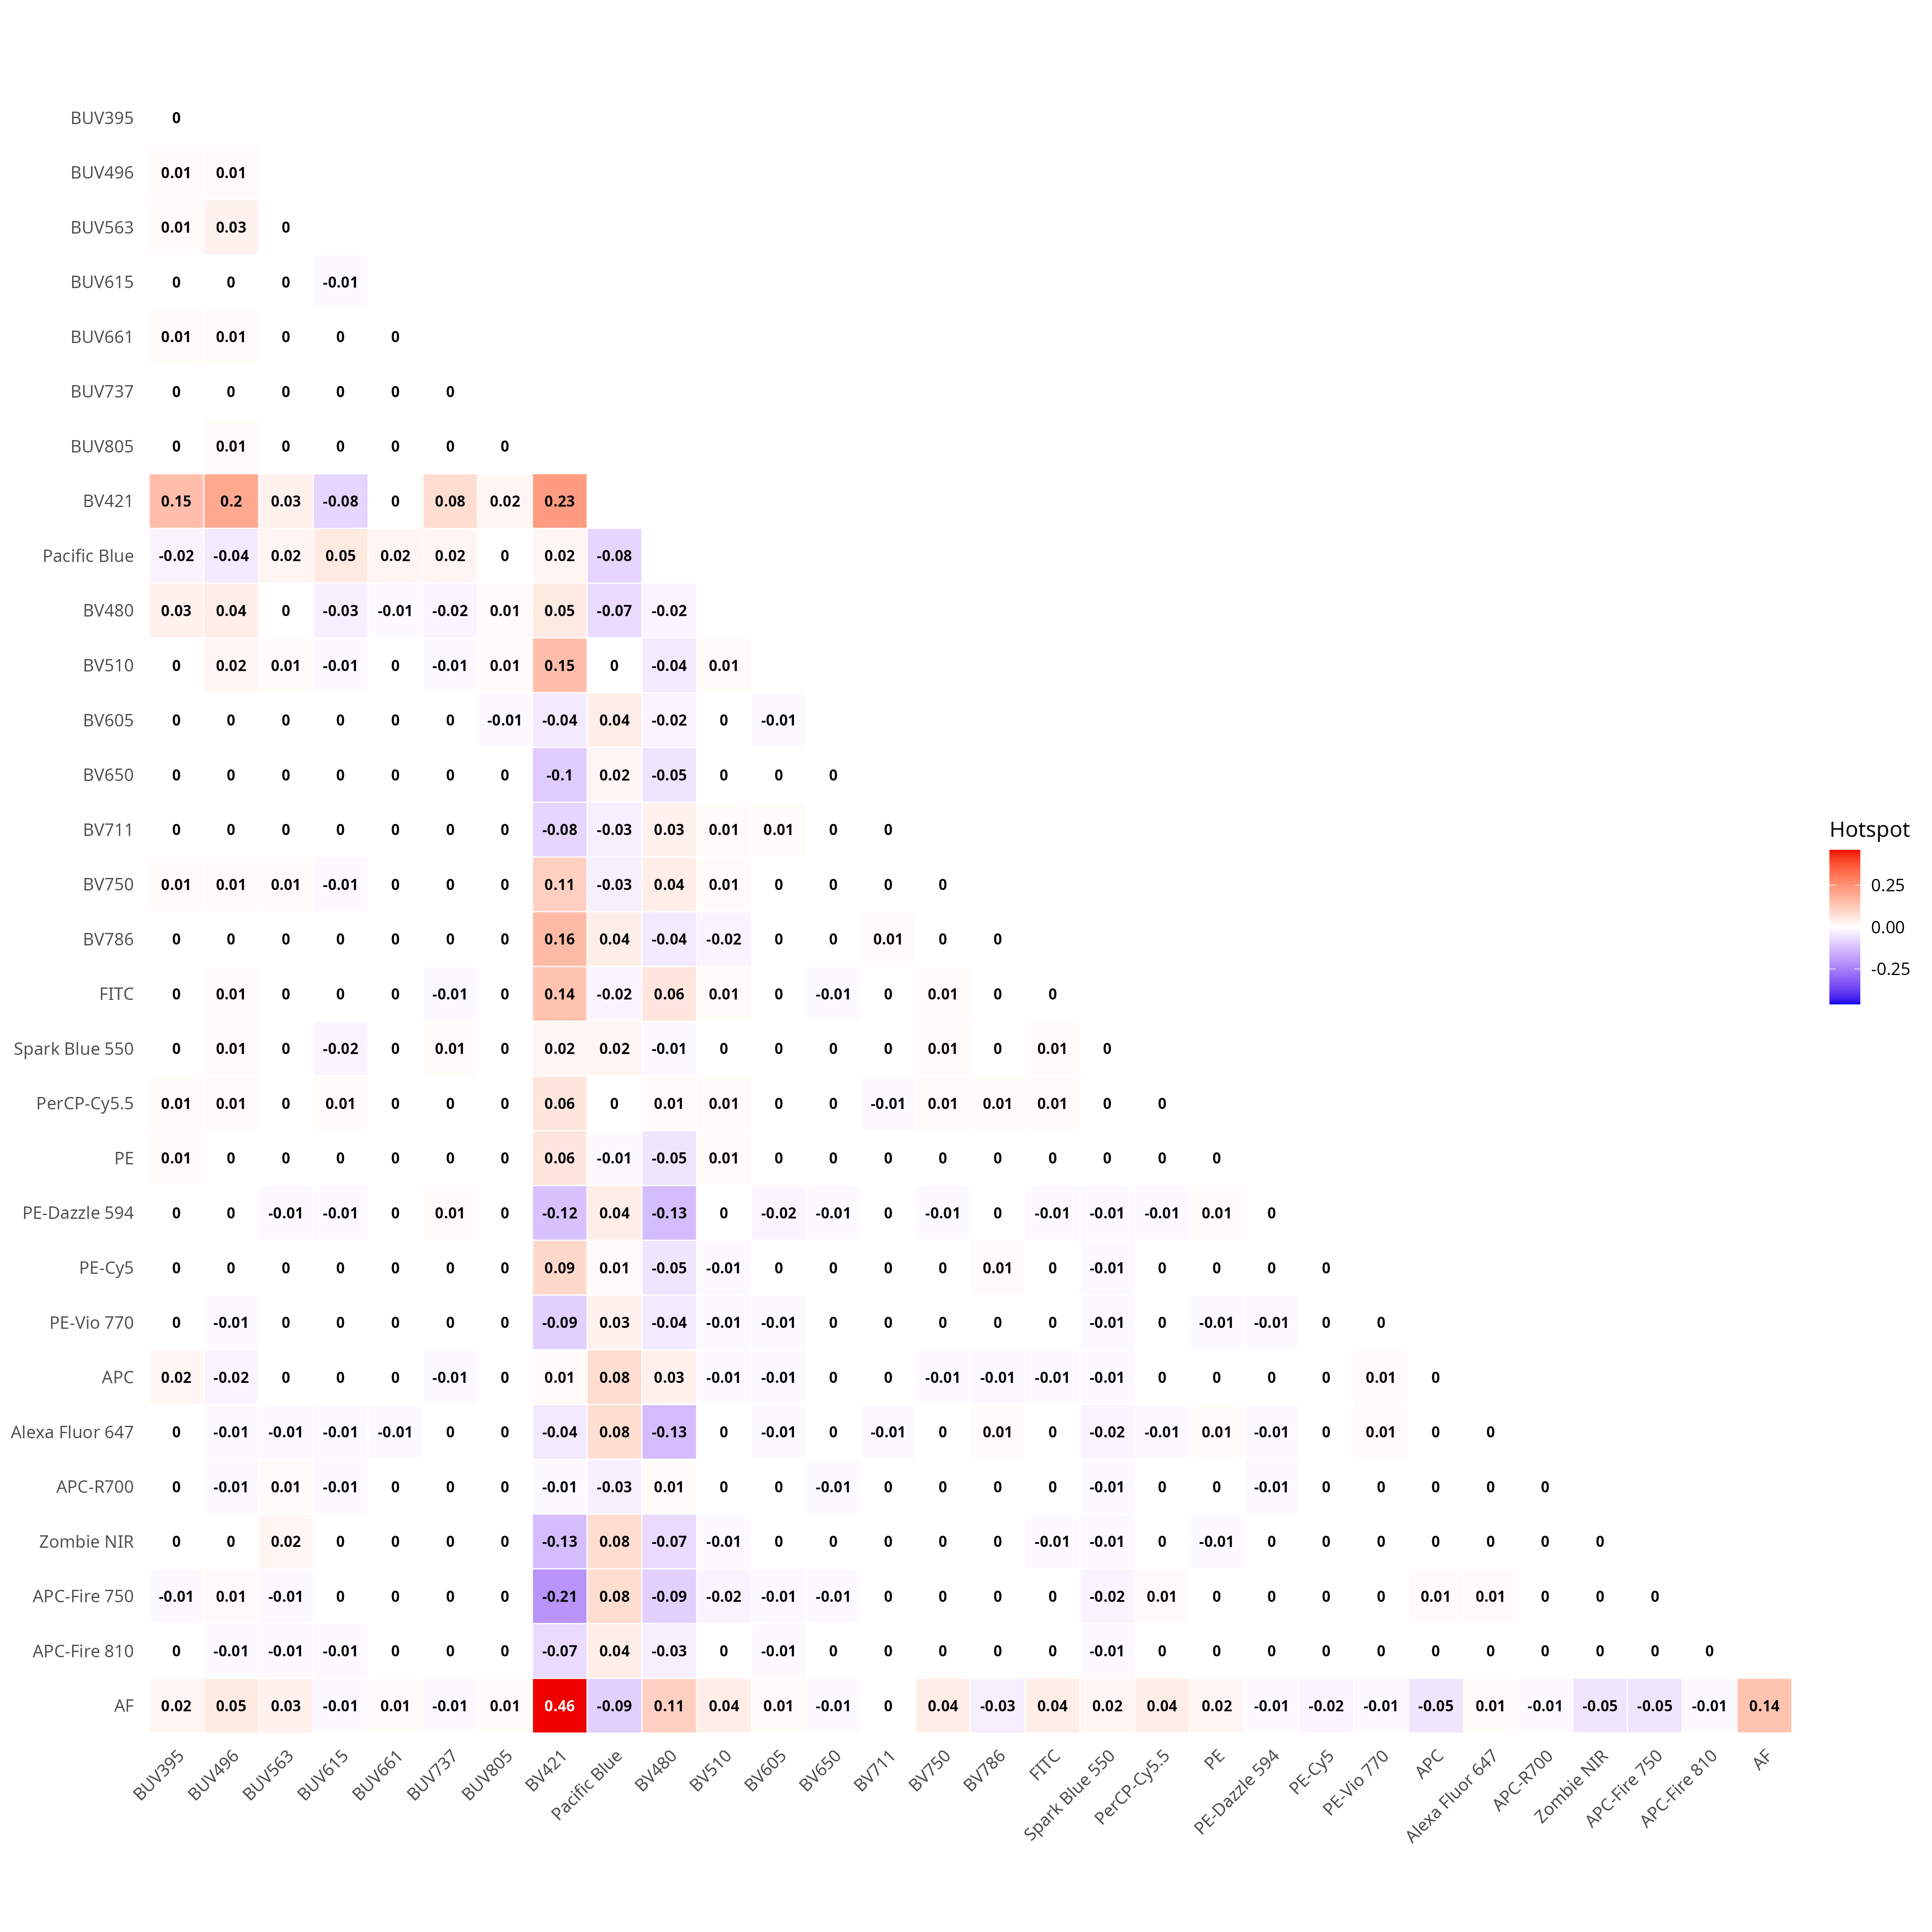 BUV395 0
BUV496 0.01 0.01
BUV563 0.01 0.03 0
BUV615 0 0 0 -0.01
BUV661 0.01 0.01 0 0 0
BUV737 0 0 0 0 0 0
BUV805 0 0.01 0 0 0 0 0
BV421 0.15 0.2 0.03 -0.08 0 0.08 0.02 0.23
Pacific Blue -0.02 -0.04 0.02 0.05 0.02 0.02 0 0.02 -0.08
BV480 0.03 0.04 0 -0.03 -0.01 -0.02 0.01 0.05 -0.07 -0.02
BV510 0 0.02 0.01 -0.01 0 -0.01 0.01 0.15 0 -0.04 0.01
BV605 0 0 0 0 0 0 -0.01 -0.04 0.04 -0.02 0 -0.01
BV650 0 0 0 0 0 0 0 -0.1 0.02 -0.05 0 0 0
BV711 0 0 0 0 0 0 0 -0.08 -0.03 0.03 0.01 0.01 0 0
BV750 0.01 0.01 0.01 -0.01 0 0 0 0.11 -0.03 0.04 0.01 0 0 0 0
BV786 0 0 0 0 0 0 0 0.16 0.04 -0.04 -0.02 0 0 0.01 0 0
FITC 0 0.01 0 0 0 -0.01 0 0.14 -0.02 0.06 0.01 0 -0.01 0 0.01 0 0
Spark Blue 550 0 0.01 0 -0.02 0 0.01 0 0.02 0.02 -0.01 0 0 0 0 0.01 0 0.01 0
PerCP-Cy5.5 0.01 0.01 0 0.01 0 0 0 0.06 0 0.01 0.01 0 0 -0.01 0.01 0.01 0.01 0 0
PE 0.01 0 0 0 0 0 0 0.06 -0.01 -0.05 0.01 0 0 0 0 0 0 0 0 0
PE-Dazzle 594 0 0 -0.01 -0.01 0 0.01 0 -0.12 0.04 -0.13 0 -0.02 -0.01 0 -0.01 0 -0.01 -0.01 -0.01 0.01 0
PE-Cy5 0 0 0 0 0 0 0 0.09 0.01 -0.05 -0.01 0 0 0 0 0.01 0 -0.01 0 0 0 0
PE-Vio 770 0 -0.01 0 0 0 0 0 -0.09 0.03 -0.04 -0.01 -0.01 0 0 0 0 0 -0.01 0 -0.01 -0.01 0 0
APC 0.02 -0.02 0 0 0 -0.01 0 0.01 0.08 0.03 -0.01 -0.01 0 0 -0.01 -0.01 -0.01 -0.01 0 0 0 0 0.01 0
Alexa Fluor 647 0 -0.01 -0.01 -0.01 -0.01 0 0 -0.04 0.08 -0.13 0 -0.01 0 -0.01 0 0.01 0 -0.02 -0.01 0.01 -0.01 0 0.01 0 0
APC-R700 0 -0.01 0.01 -0.01 0 0 0 -0.01 -0.03 0.01 0 0 -0.01 0 0 0 0 -0.01 0 0 -0.01 0 0 0 0 0
Zombie NIR 0 0 0.02 0 0 0 0 -0.13 0.08 -0.07 -0.01 0 0 0 0 0 -0.01 -0.01 0 -0.01 0 0 0 0 0 0 0
APC-Fire 750 -0.01 0.01 -0.01 0 0 0 0 -0.21 0.08 -0.09 -0.02 -0.01 -0.01 0 0 0 0 -0.02 0.01 0 0 0 0 0.01 0.01 0 0 0
APC-Fire 810 0 -0.01 -0.01 -0.01 0 0 0 -0.07 0.04 -0.03 0 -0.01 0 0 0 0 0 -0.01 0 0 0 0 0 0 0 0 0 0 0
AF 0.02 0.05 0.03 -0.01 0.01 -0.01 0.01 0.46 -0.09 0.11 0.04 0.01 -0.01 0 0.04 -0.03 0.04 0.02 0.04 0.02 -0.01 -0.02 -0.01 -0.05 0.01 -0.01 -0.05 -0.05 -0.01 0.14
BUV395 BUV496 BUV563 BUV615 BUV661 BUV737 BUV805 BV421 Pacific Blue BV480 BV510 BV605 BV650 BV711 BV750 BV786 FITC Spark Blue 550 PerCP-Cy5.5 PE PE-Dazzle 594 PE-Cy5 PE-Vio 770 APC Alexa Fluor 647 APC-R700 Zombie NIR APC-Fire 750 APC-Fire 810 AF
Hotspot
0.25
0.00
-0.25